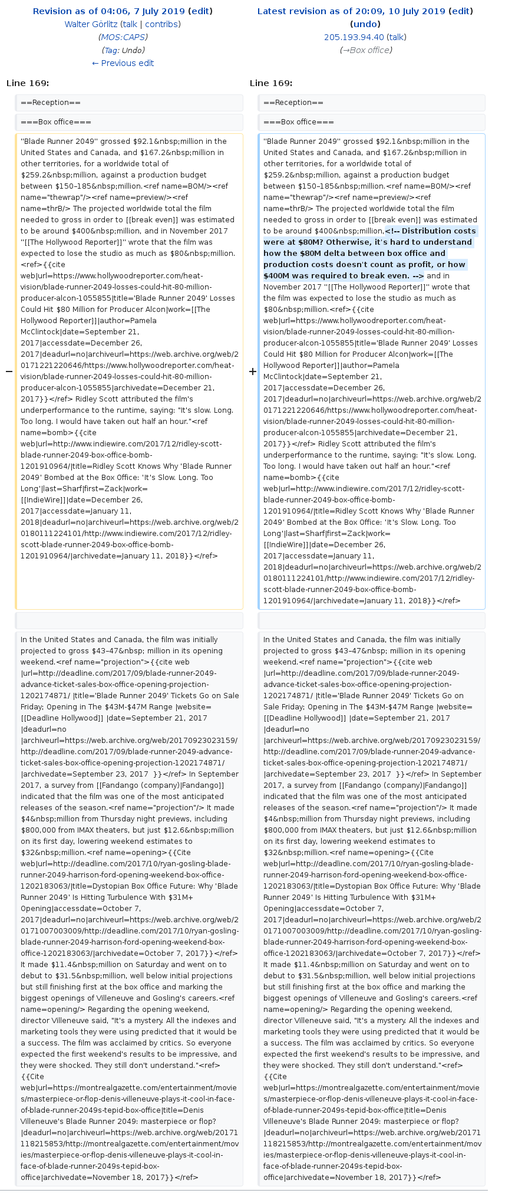 Revision as of 04:06, 7 July 2019 (edit)
Walter Görlitz (talk | contribs)
(MOS:CAPS)
(Tag: Undo)
← Previous edit
Latest revision as of 20:09, 10 July 2019 (edit)
(undo)
205.193.94.40 (talk)
(→Box office)
Line 169:
Line 169:
==Reception==
==Reception==
===Box office===
===Box office===
−
''Blade Runner 2049'' grossed $92.1&nbsp;million in the
United States and Canada, and $167.2&nbsp;million in
other territories, for a worldwide total of
$259.2&nbsp;million, against a production budget
between $150–185&nbsp;million.<ref name=BOM/><ref
name="thewrap"/><ref name=preview/><ref
name=thrB/> The projected worldwide total the film
needed to gross in order to [[break even]] was estimated
to be around $400&nbsp;million, and in November 2017
''[[The Hollywood Reporter]]'' wrote that the film was
expected to lose the studio as much as $80&nbsp;million.
<ref>{{cite
web|url=https://www.hollywoodreporter.com/heat-
vision/blade-runner-2049-losses-could-hit-80-million-
producer-alcon-1055855|title='Blade Runner 2049' Losses
Could Hit $80 Million for Producer Alcon|work=[[The
Hollywood Reporter]]|author=Pamela
McClintock|date=September 21,
2017|accessdate=December 26,
2017|deadurl=no|archiveurl=https://web.archive.org/web/2
0171221220646/https://www.hollywoodreporter.com/heat-
vision/blade-runner-2049-losses-could-hit-80-million-
producer-alcon-1055855|archivedate=December 21,
2017}}</ref> Ridley Scott attributed the film's
underperformance to the runtime, saying: "It's slow. Long.
Too long. I would have taken out half an hour."<ref
name=bomb>{{cite
web|url=http://www.indiewire.com/2017/12/ridley-scott-
blade-runner-2049-box-office-bomb-
1201910964/|title=Ridley Scott Knows Why 'Blade Runner
2049' Bombed at the Box Office: 'It's Slow. Long. Too
Long'|last=Sharf|first=Zack|work=
[[IndieWire]]|date=December 26,
2017|accessdate=January 11,
2018|deadurl=no|archiveurl=https://web.archive.org/web/2
0180111224101/http://www.indiewire.com/2017/12/ridley-
scott-blade-runner-2049-box-office-bomb-
1201910964/|archivedate=January 11, 2018}}</ref>
+
''Blade Runner 2049'' grossed $92.1&nbsp;million in the
United States and Canada, and $167.2&nbsp;million in
other territories, for a worldwide total of
$259.2&nbsp;million, against a production budget
between $150–185&nbsp;million.<ref name=BOM/><ref
name="thewrap"/><ref name=preview/><ref
name=thrB/> The projected worldwide total the film
needed to gross in order to [[break even]] was estimated
to be around $400&nbsp;million.<!-- Distribution costs
were at $80M? Otherwise, it's hard to understand
how the $80M delta between box office and
production costs doesn't count as profit, or how
$400M was required to break even. --> and in
November 2017 ''[[The Hollywood Reporter]]'' wrote
that the film was expected to lose the studio as much as
$80&nbsp;million.<ref>{{cite
web|url=https://www.hollywoodreporter.com/heat-
vision/blade-runner-2049-losses-could-hit-80-million-
producer-alcon-1055855|title='Blade Runner 2049' Losses
Could Hit $80 Million for Producer Alcon|work=[[The
Hollywood Reporter]]|author=Pamela
McClintock|date=September 21,
2017|accessdate=December 26,
2017|deadurl=no|archiveurl=https://web.archive.org/web/2
0171221220646/https://www.hollywoodreporter.com/heat-
vision/blade-runner-2049-losses-could-hit-80-million-
producer-alcon-1055855|archivedate=December 21,
2017}}</ref> Ridley Scott attributed the film's
underperformance to the runtime, saying: "It's slow. Long.
Too long. I would have taken out half an hour."<ref
name=bomb>{{cite
web|url=http://www.indiewire.com/2017/12/ridley-scott-
blade-runner-2049-box-office-bomb-
1201910964/|title=Ridley Scott Knows Why 'Blade Runner
2049' Bombed at the Box Office: 'It's Slow. Long. Too
Long'|last=Sharf|first=Zack|work=
[[IndieWire]]|date=December 26,
2017|accessdate=January 11,
2018|deadurl=no|archiveurl=https://web.archive.org/web/2
0180111224101/http://www.indiewire.com/2017/12/ridley-
scott-blade-runner-2049-box-office-bomb-
1201910964/|archivedate=January 11, 2018}}</ref>
In the United States and Canada, the film was initially
projected to gross $43–47&nbsp; million in its opening
weekend.<ref name="projection">{{cite web
|url=http://deadline.com/2017/09/blade-runner-2049-
advance-ticket-sales-box-office-opening-projection-
1202174871/ |title='Blade Runner 2049' Tickets Go on Sale
Friday; Opening in The $43M-$47M Range |website=
[[Deadline Hollywood]] |date=September 21, 2017
|deadurl=no
|archiveurl=https://web.archive.org/web/20170923023159/
http://deadline.com/2017/09/blade-runner-2049-advance-
ticket-sales-box-office-opening-projection-1202174871/
|archivedate=September 23, 2017 }}</ref> In September
2017, a survey from [[Fandango (company)|Fandango]]
indicated that the film was one of the most anticipated
releases of the season.<ref name="projection"/> It made
$4&nbsp;million from Thursday night previews, including
$800,000 from IMAX theaters, but just $12.6&nbsp;million
on its first day, lowering weekend estimates to
$32&nbsp;million.<ref name=opening>{{Cite
web|url=http://deadline.com/2017/10/ryan-gosling-blade-
runner-2049-harrison-ford-opening-weekend-box-office-
1202183063/|title=Dystopian Box Office Future: Why 'Blade
Runner 2049' Is Hitting Turbulence With $31M+
Opening|accessdate=October 7,
2017|deadurl=no|archiveurl=https://web.archive.org/web/2
0171007003009/http://deadline.com/2017/10/ryan-gosling-
blade-runner-2049-harrison-ford-opening-weekend-box-
office-1202183063/|archivedate=October 7, 2017}}</ref>
It made $11.4&nbsp;million on Saturday and went on to
debut to $31.5&nbsp;million, well below initial projections
but still finishing first at the box office and marking the
biggest openings of Villeneuve and Gosling's careers.<ref
name=opening/> Regarding the opening weekend,
director Villeneuve said, "It's a mystery. All the indexes and
marketing tools they were using predicted that it would be
a success. The film was acclaimed by critics. So everyone
expected the first weekend's results to be impressive, and
they were shocked. They still don't understand."<ref>
{{Cite
web|url=https://montrealgazette.com/entertainment/movie
s/masterpiece-or-flop-denis-villeneuve-plays-it-cool-in-
face-of-blade-runner-2049s-tepid-box-office|title=Denis
Villeneuve's Blade Runner 2049: masterpiece or flop?
|deadurl=no|archiveurl=https://web.archive.org/web/20171
118215853/http://montrealgazette.com/entertainment/mov
ies/masterpiece-or-flop-denis-villeneuve-plays-it-cool-in-
face-of-blade-runner-2049s-tepid-box-
office|archivedate=November 18, 2017}}</ref>
In the United States and Canada, the film was initially
projected to gross $43–47&nbsp; million in its opening
weekend.<ref name="projection">{{cite web
|url=http://deadline.com/2017/09/blade-runner-2049-
advance-ticket-sales-box-office-opening-projection-
1202174871/ |title='Blade Runner 2049' Tickets Go on Sale
Friday; Opening in The $43M-$47M Range |website=
[[Deadline Hollywood]] |date=September 21, 2017
|deadurl=no
|archiveurl=https://web.archive.org/web/20170923023159/
http://deadline.com/2017/09/blade-runner-2049-advance-
ticket-sales-box-office-opening-projection-1202174871/
|archivedate=September 23, 2017 }}</ref> In September
2017, a survey from [[Fandango (company)|Fandango]]
indicated that the film was one of the most anticipated
releases of the season.<ref name="projection"/> It made
$4&nbsp;million from Thursday night previews, including
$800,000 from IMAX theaters, but just $12.6&nbsp;million
on its first day, lowering weekend estimates to
$32&nbsp;million.<ref name=opening>{{Cite
web|url=http://deadline.com/2017/10/ryan-gosling-blade-
runner-2049-harrison-ford-opening-weekend-box-office-
1202183063/|title=Dystopian Box Office Future: Why 'Blade
Runner 2049' Is Hitting Turbulence With $31M+
Opening|accessdate=October 7,
2017|deadurl=no|archiveurl=https://web.archive.org/web/2
0171007003009/http://deadline.com/2017/10/ryan-gosling-
blade-runner-2049-harrison-ford-opening-weekend-box-
office-1202183063/|archivedate=October 7, 2017}}</ref>
It made $11.4&nbsp;million on Saturday and went on to
debut to $31.5&nbsp;million, well below initial projections
but still finishing first at the box office and marking the
biggest openings of Villeneuve and Gosling's careers.<ref
name=opening/> Regarding the opening weekend,
director Villeneuve said, "It's a mystery. All the indexes and
marketing tools they were using predicted that it would be
a success. The film was acclaimed by critics. So everyone
expected the first weekend's results to be impressive, and
they were shocked. They still don't understand."<ref>
{{Cite
web|url=https://montrealgazette.com/entertainment/movie
s/masterpiece-or-flop-denis-villeneuve-plays-it-cool-in-
face-of-blade-runner-2049s-tepid-box-office|title=Denis
Villeneuve's Blade Runner 2049: masterpiece or flop?
|deadurl=no|archiveurl=https://web.archive.org/web/20171
118215853/http://montrealgazette.com/entertainment/mov
ies/masterpiece-or-flop-denis-villeneuve-plays-it-cool-in-
face-of-blade-runner-2049s-tepid-box-
office|archivedate=November 18, 2017}}</ref>